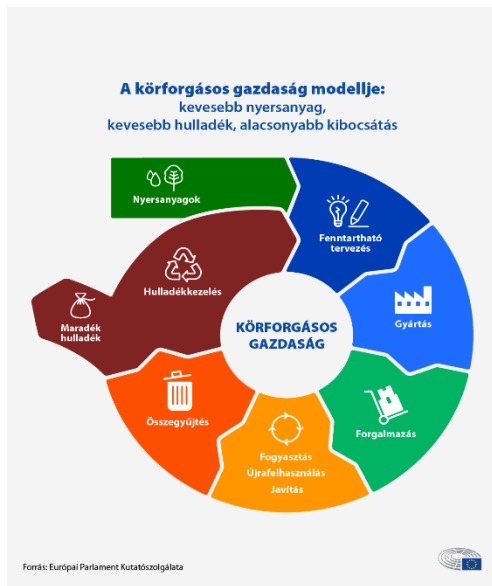 A körforgásos gazdaság modellje:
kevesebb nyersanyag,
kevesebb hulladék, alacsonyabb kibocsátás
Nyersanyagok
Fenntartható
tervezés
Gyártás
Forgalmazás
Fogyasztás
Újrafelhasználás
Javítás
Összegyűjtés
Hulladékkezelés
Maradék
hulladék
KÖRFORGÁSOS
GAZDASÁG
Forrás: Európai Parlament Kutatószolgálata